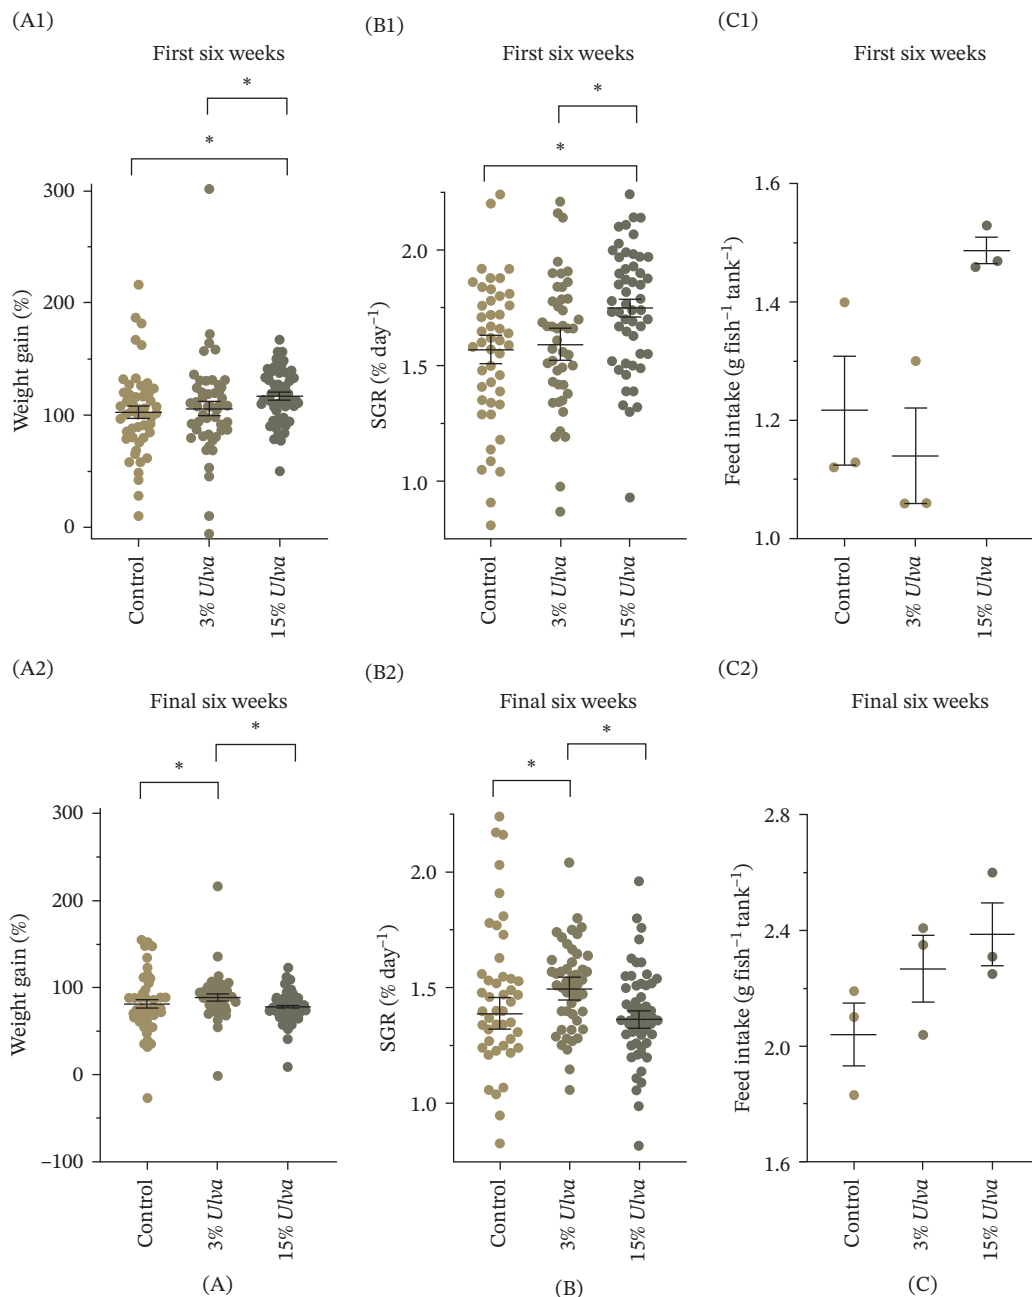 (A1)
First six weeks
*
*
Weight gain (%)
300
200
100
0
Control
3% Ulva
15% Ulva
(B1)
First six weeks
*
*
SGR (% day⁻¹)
2.0
1.5
1.0
Control
3% Ulva
15% Ulva
(C1)
First six weeks
Feed intake (g fish⁻¹ tank⁻¹)
1.6
1.4
1.2
1.0
Control
3% Ulva
15% Ulva
(A2)
Final six weeks
*
*
Weight gain (%)
300
200
100
0
−100
Control
3% Ulva
15% Ulva
(A)
(B2)
Final six weeks
*
*
SGR (% day⁻¹)
2.0
1.5
1.0
Control
3% Ulva
15% Ulva
(B)
(C2)
Final six weeks
Feed intake (g fish⁻¹ tank⁻¹)
2.8
2.4
2.0
1.6
Control
3% Ulva
15% Ulva
(C)